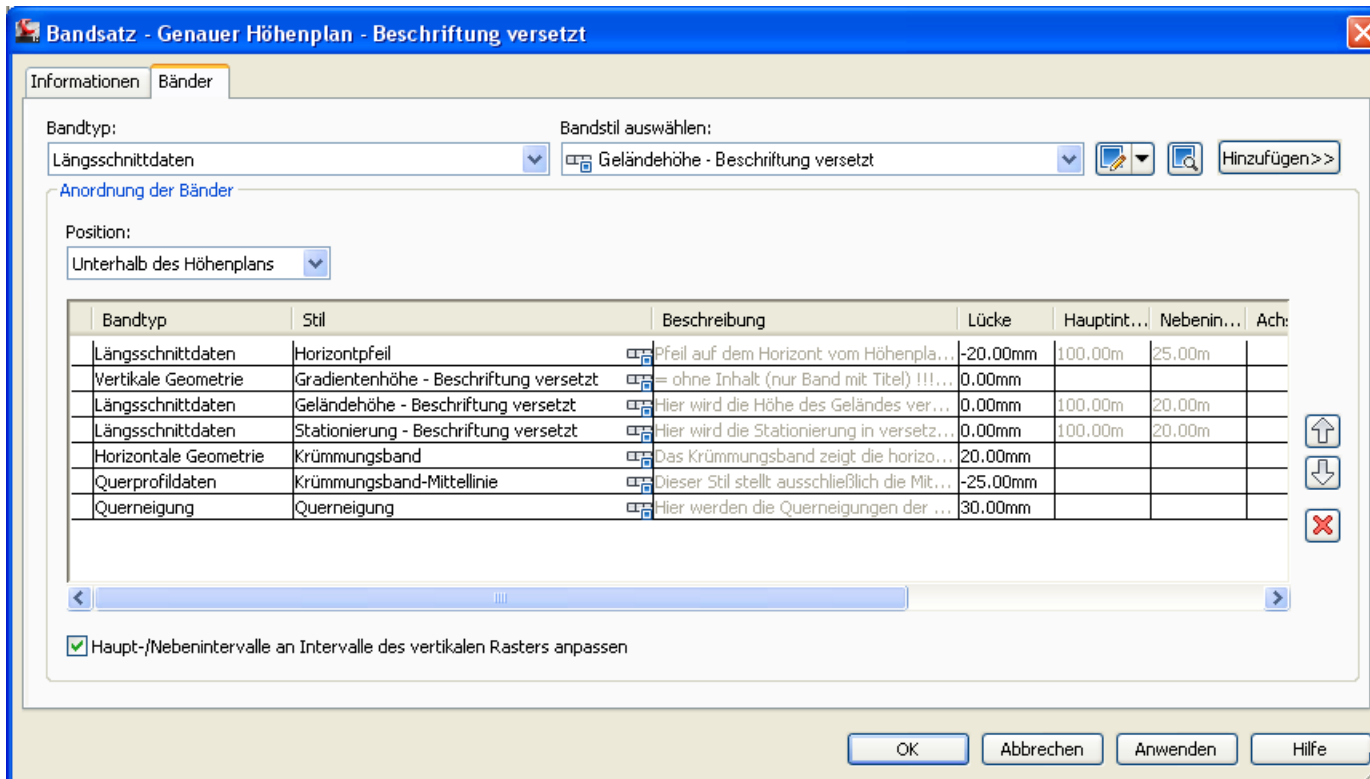 Bandsatz - Genauer Höhenplan - Beschriftung versetzt
Informationen Bänder
Bandtyp: Bandstil auswählen:
Längsschnittdaten Geländehöhe - Beschriftung versetzt Hinzufügen>>
Anordnung der Bänder
Position:
Unterhalb des Höhenplans
Bandtyp Stil Beschreibung Lücke Hauptint... Nebenin... Achs
Längsschnittdaten Horizontpfeil Pfeil auf dem Horizont vom Höhenpla... -20.00mm 100.00m 25.00m
Vertikale Geometrie Gradientenhöhe - Beschriftung versetzt = ohne Inhalt (nur Band mit Titel) !!!... 0.00mm
Längsschnittdaten Geländehöhe - Beschriftung versetzt Hier wird die Höhe des Geländes ver... 0.00mm 100.00m 20.00m
Längsschnittdaten Stationierung - Beschriftung versetzt Hier wird die Stationierung in versetz... 0.00mm 100.00m 20.00m
Horizontale Geometrie Krümmungsband Das Krümmungsband zeigt die horizo... 20.00mm
Querprofildaten Krümmungsband-Mittellinie Dieser Stil stellt ausschließlich die Mit... -25.00mm
Querneigung Querneigung Hier werden die Querneigungen der ... 30.00mm
Haupt-/Nebenintervalle an Intervalle des vertikalen Rasters anpassen
OK Abbrechen Anwenden Hilfe